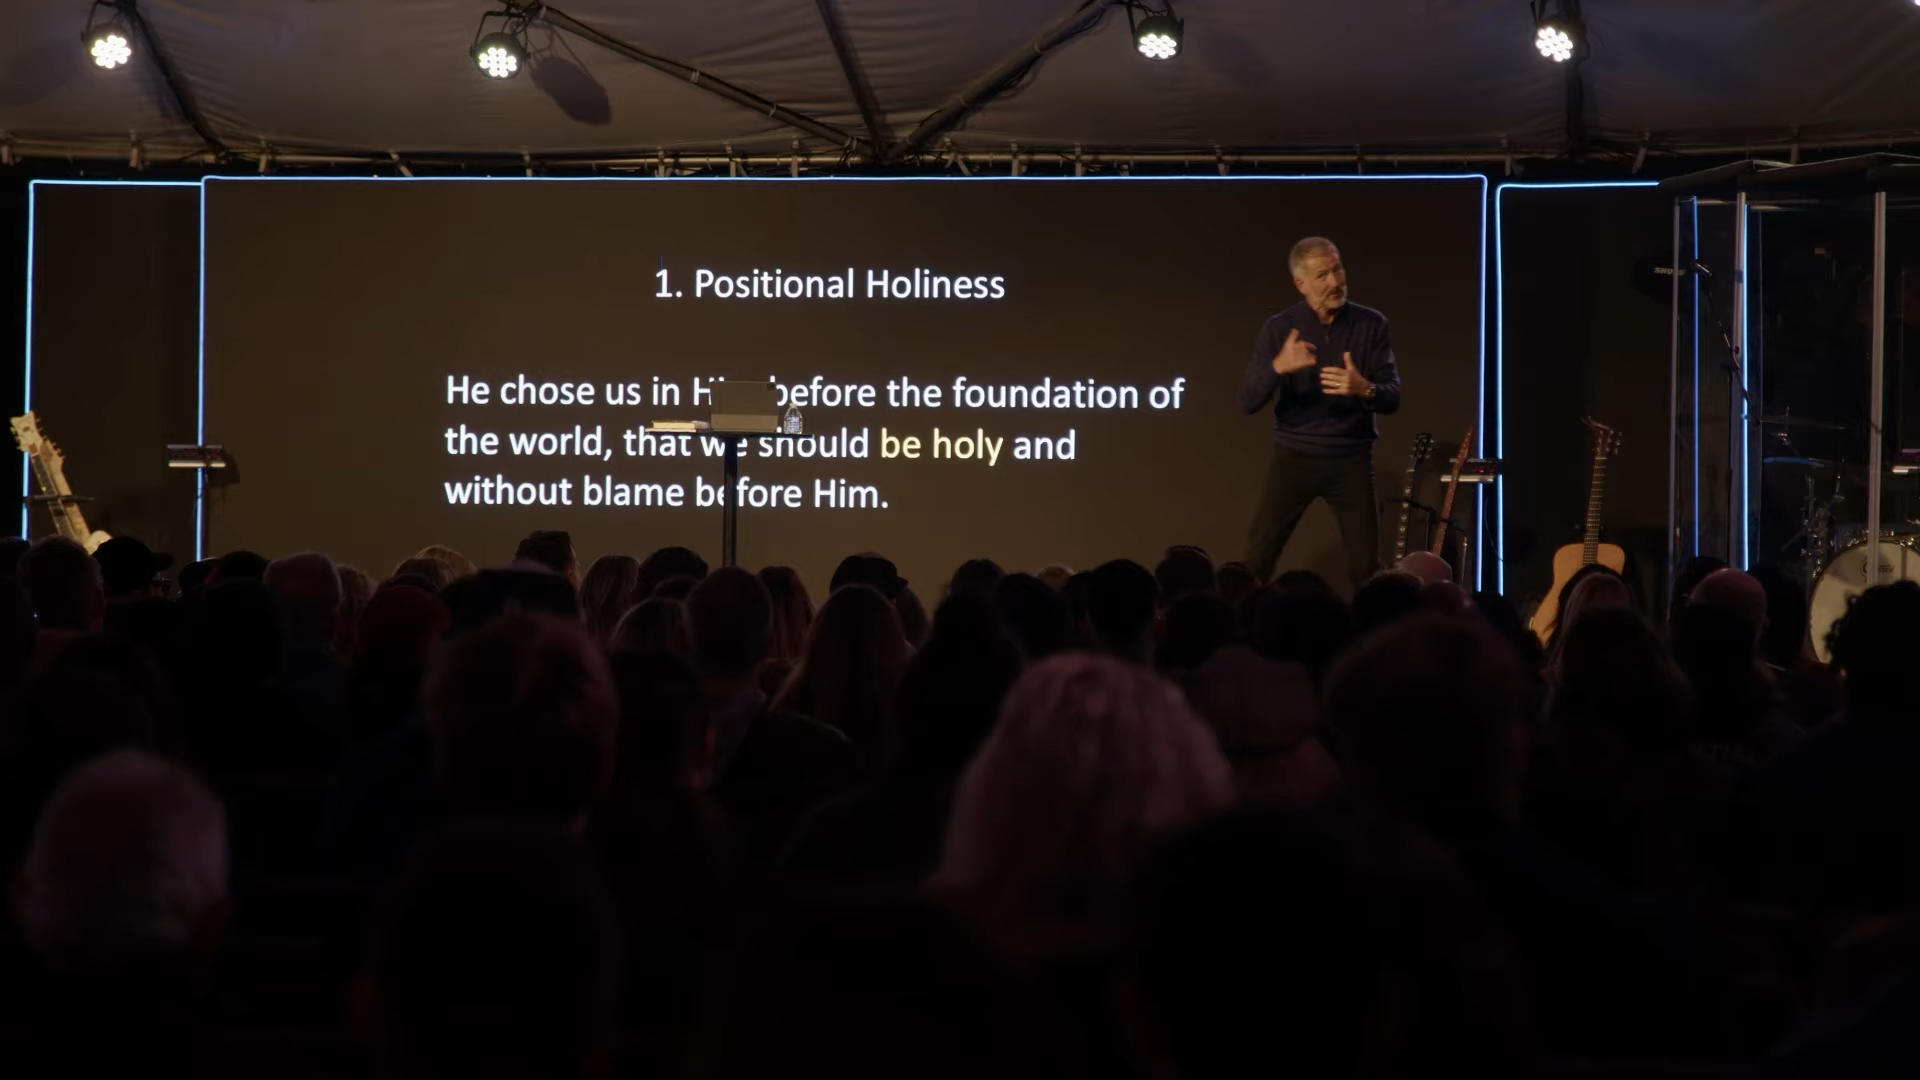 1. Positional Holiness
He chose us in before the foundation of
the world, that we should be holy and
without blame before Him.